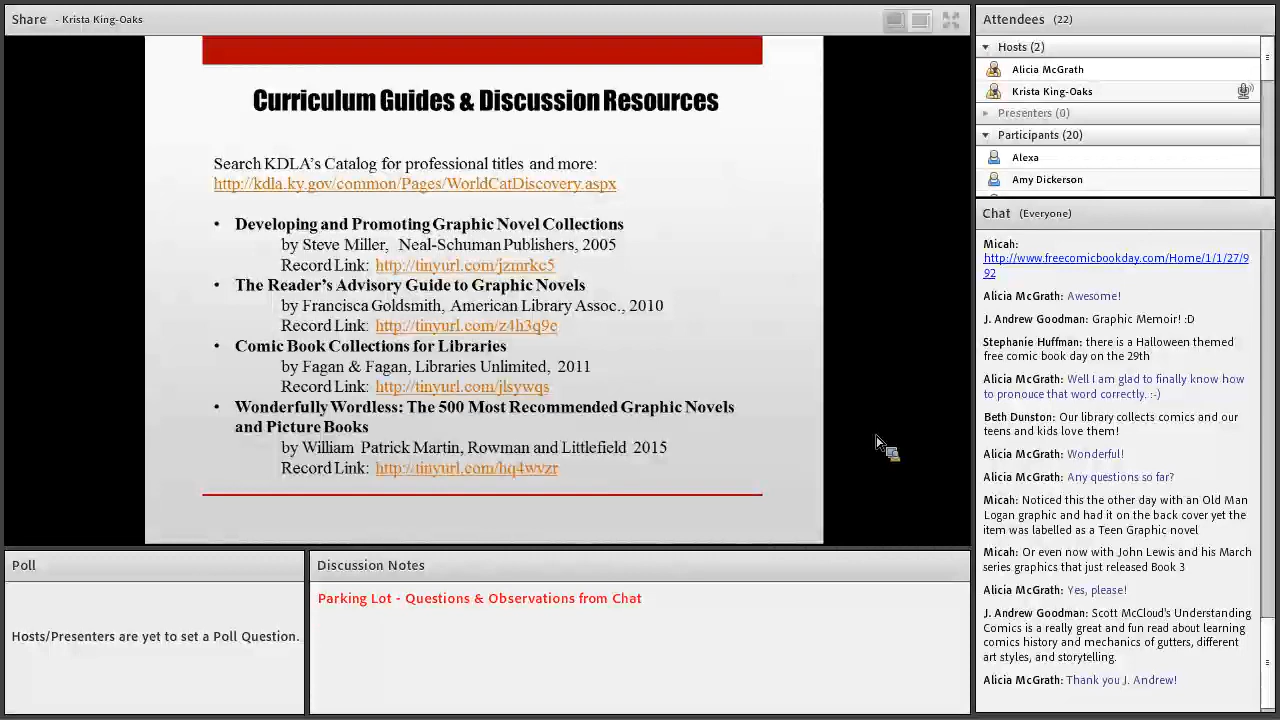 Share - Krista King-Oaks
Curriculum Guides & Discussion Resources
Search KDLA's Catalog for professional titles and more:
http://kdla.ky.gov/common/Pages/WorldCatDiscovery.aspx
• Developing and Promoting Graphic Novel Collections
by Steve Miller, Neal-Schuman Publishers, 2005
Record Link: http://tinyurl.com/jzmrkc5
• The Reader's Advisory Guide to Graphic Novels
by Francisca Goldsmith, American Library Assoc., 2010
Record Link: http://tinyurl.com/z4h3q9c
• Comic Book Collections for Libraries
by Fagan & Fagan, Libraries Unlimited, 2011
Record Link: http://tinyurl.com/jlsywqs
• Wonderfully Wordless: The 500 Most Recommended Graphic Novels
and Picture Books
by William Patrick Martin, Rowman and Littlefield 2015
Record Link: http://tinyurl.com/hq4wvzr
Poll
Hosts/Presenters are yet to set a Poll Question.
Discussion Notes
Parking Lot - Questions & Observations from Chat
Attendees (22)
Hosts (2)
Alicia McGrath
Krista King-Oaks
Presenters (0)
Participants (20)
Alexa
Amy Dickerson
Chat (Everyone)
Micah:
http://www.freecomicbookday.com/Home/1/1/27/9
92
Alicia McGrath: Awesome!
J. Andrew Goodman: Graphic Memoir! :D
Stephanie Huffman: there is a Halloween themed
free comic book day on the 29th
Alicia McGrath: Well I am glad to finally know how
to pronouce that word correctly. :-)
Beth Dunston: Our library collects comics and our
teens and kids love them!
Alicia McGrath: Wonderful!
Alicia McGrath: Any questions so far?
Micah: Noticed this the other day with an Old Man
Logan graphic and had it on the back cover yet the
item was labelled as a Teen Graphic novel
Micah: Or even now with John Lewis and his March
series graphics that just released Book 3
Alicia McGrath: Yes, please!
J. Andrew Goodman: Scott McCloud's Understanding
Comics is a really great and fun read about learning
comics history and mechanics of gutters, different
art styles, and storytelling.
Alicia McGrath: Thank you J. Andrew!